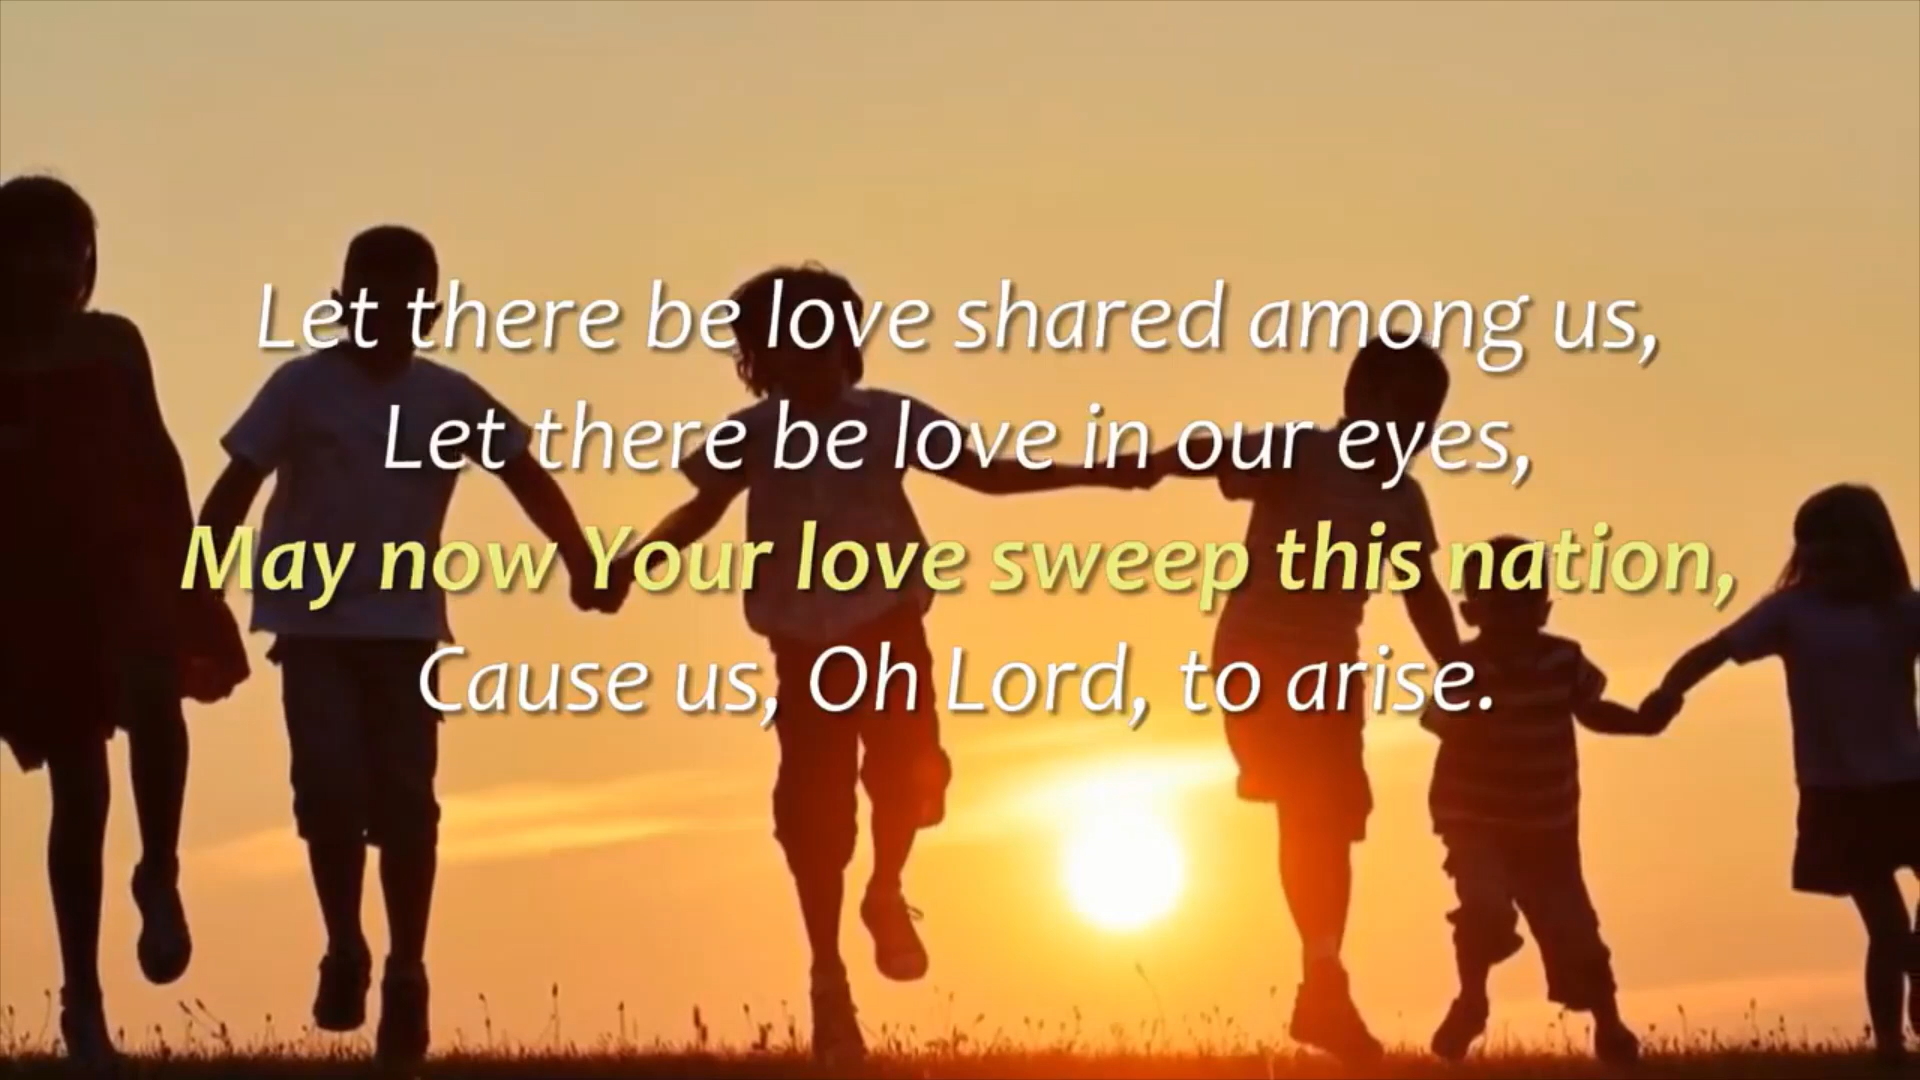 Let there be love shared among us,
Let there be love in our eyes,
May now Your love sweep this nation,
Cause us, Oh Lord, to arise.